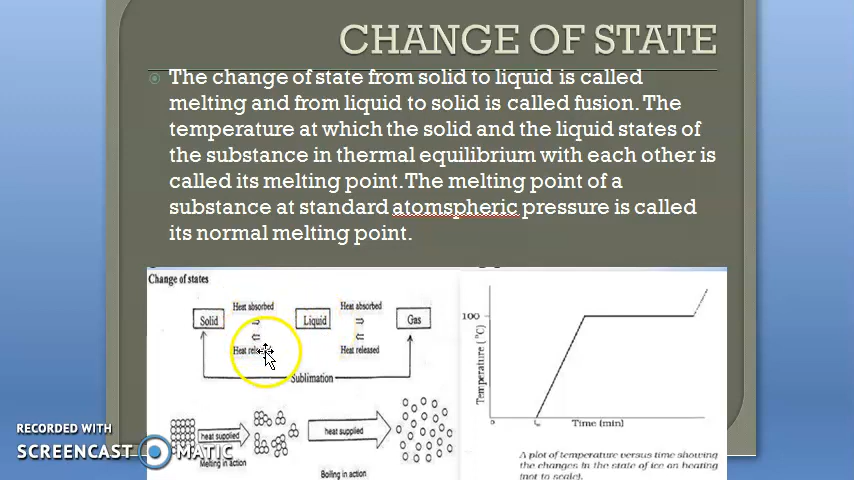 CHANGE OF STATE
The change of state from solid to liquid is called
melting and from liquid to solid is called fusion. The
temperature at which the solid and the liquid states of
the substance in thermal equilibrium with each other is
called its melting point.The melting point of a
substance at standard atomspheric pressure is called
its normal melting point.
Change of states
Heat absorbed
Heat absorbed
Solid
Liquid
Gas
Heat
Heat released
Sublimation
heat supplied
heat supplied
Melting in action
Boiling in action
100
Temperature (°C)
Time (min)
A plot of temperature versus time showing
the changes in the state of ice on heating
(not to scale).
RECORDED WITH
SCREENCAST MATIC